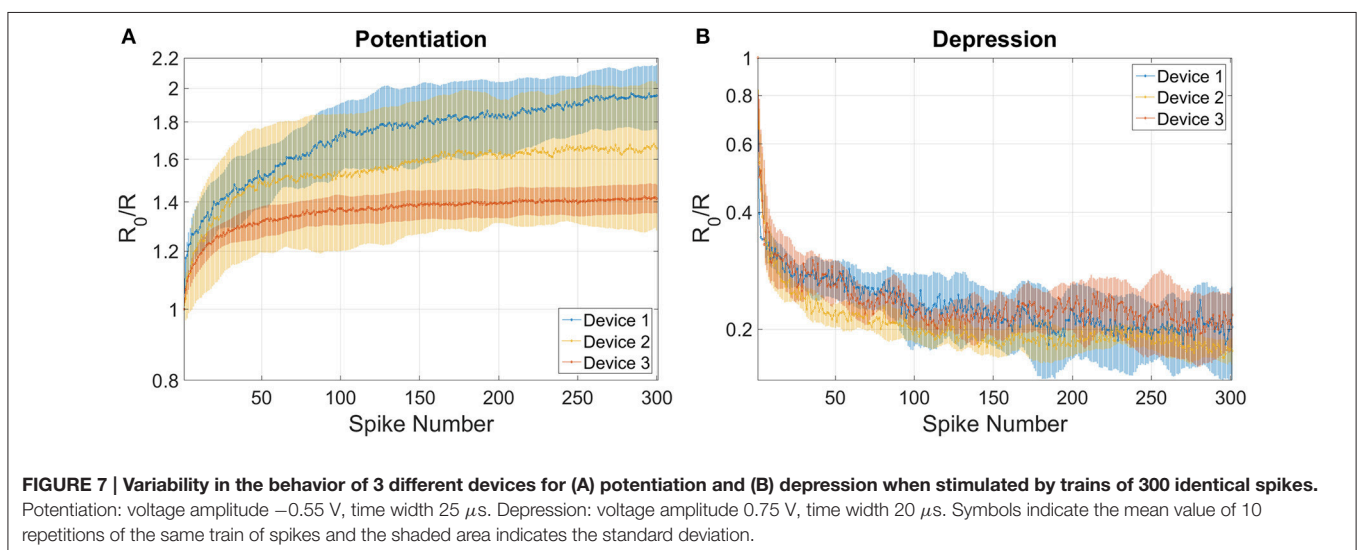 A
Potentiation
2.2
2
1.8
1.6
1.4
1.2
1
0.8
R0/R
50
100
150
200
250
300
Spike Number
Device 1
Device 2
Device 3
B
Depression
1
0.8
0.6
0.4
0.2
R0/R
50
100
150
200
250
300
Spike Number
Device 1
Device 2
Device 3
FIGURE 7 | Variability in the behavior of 3 different devices for (A) potentiation and (B) depression when stimulated by trains of 300 identical spikes.
Potentiation: voltage amplitude −0.55 V, time width 25 μs. Depression: voltage amplitude 0.75 V, time width 20 μs. Symbols indicate the mean value of 10
repetitions of the same train of spikes and the shaded area indicates the standard deviation.